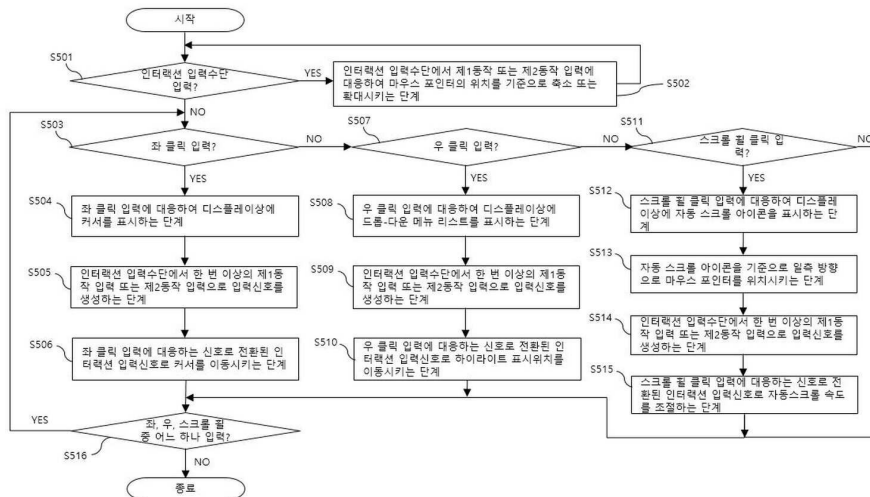 시작
S501
인터랙션 입력수단
입력?
YES
인터랙션 입력수단에서 제1동작 또는 제2동작 입력에
대응하여 마우스 포인터의 위치를 기준으로 축소 또는
확대시키는 단계
S502
NO
S503
좌 클릭 입력?
NO
S507
우 클릭 입력?
NO
S511
스크롤 휠 클릭 입
력?
NO
YES
YES
YES
S504
좌 클릭 입력에 대응하여 디스플레이상에
커서를 표시하는 단계
S508
우 클릭 입력에 대응하여 디스플레이상에
드롭-다운 메뉴 리스트를 표시하는 단계
S512
스크롤 휠 클릭 입력에 대응하여 디스플레
이상에 자동 스크롤 아이콘을 표시하는 단
계
S505
인터랙션 입력수단에서 한 번 이상의 제1동
작 입력 또는 제2동작 입력으로 입력신호를
생성하는 단계
S509
인터랙션 입력수단에서 한 번 이상의 제1동
작 입력 또는 제2동작 입력으로 입력신호를
생성하는 단계
S513
자동 스크롤 아이콘을 기준으로 일측 방향
으로 마우스 포인터를 위치시키는 단계
S514
인터랙션 입력수단에서 한 번 이상의 제1동
작 입력 또는 제2동작 입력으로 입력신호를
생성하는 단계
S506
좌 클릭 입력에 대응하는 신호로 전환된 인
터랙션 입력신호로 커서를 이동시키는 단계
S510
우 클릭 입력에 대응하는 신호로 전환된 인
터랙션 입력신호로 하이라이트 표시위치를
이동시키는 단계
S515
스크롤 휠 클릭 입력에 대응하는 신호로 전
환된 인터랙션 입력신호로 자동스크롤 속도
를 조절하는 단계
YES
좌, 우, 스크롤 휠
중 어느 하나 입력?
S516
NO
종료